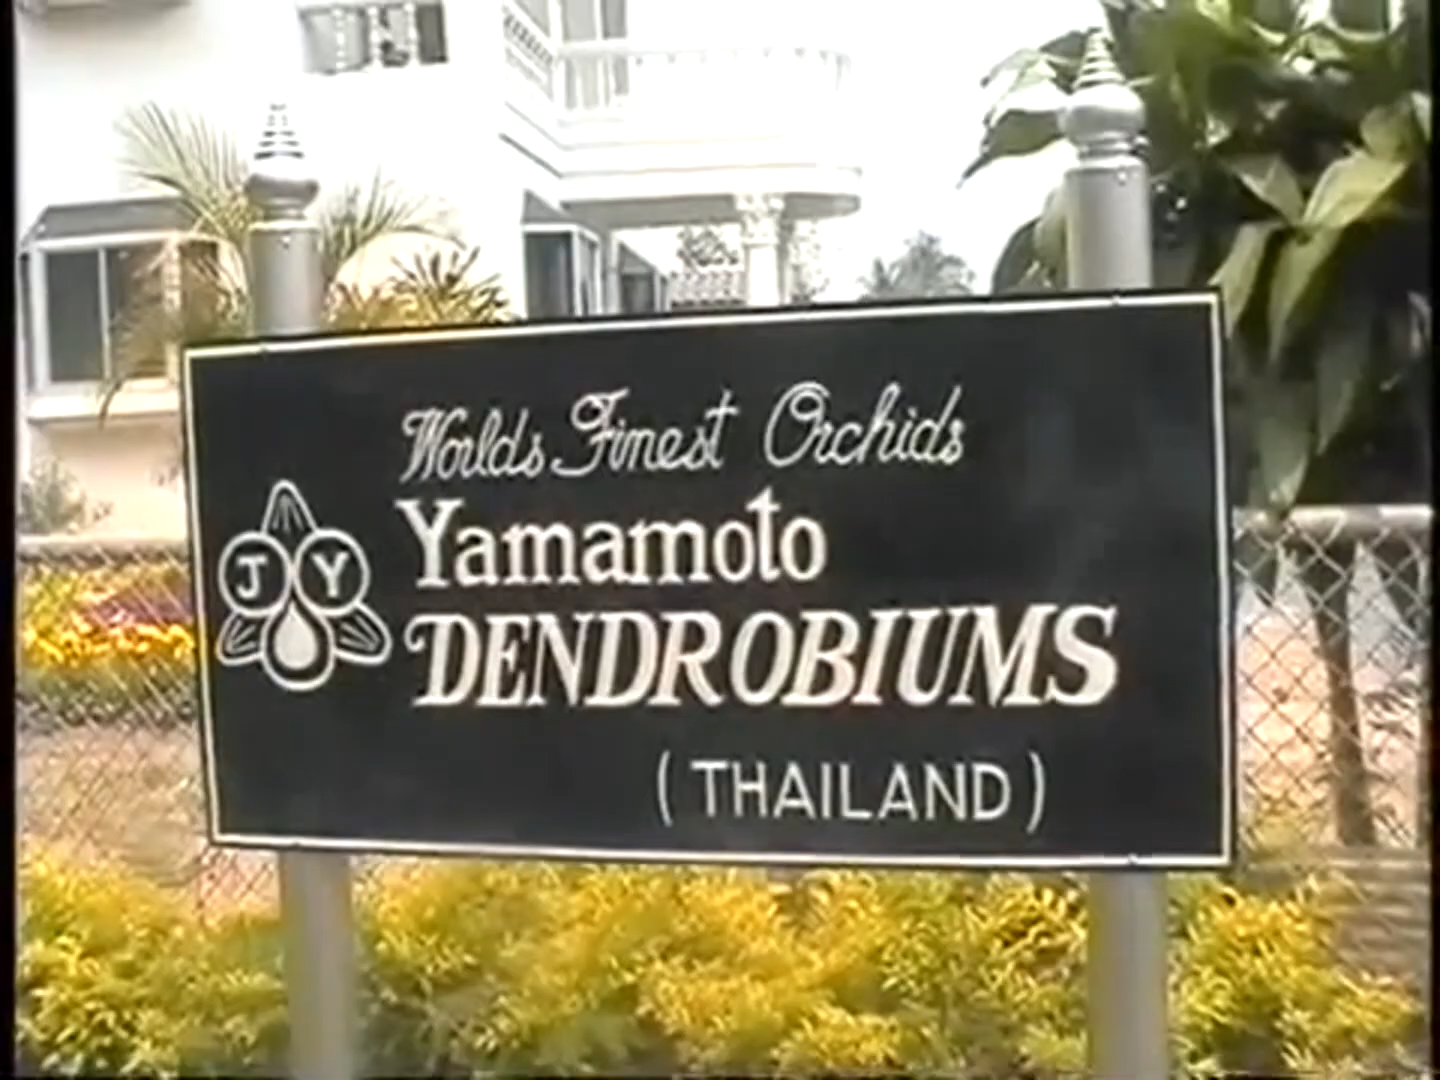 Worlds Finest Orchids
J Y
Yamamoto
DENDROBIUMS
(THAILAND)